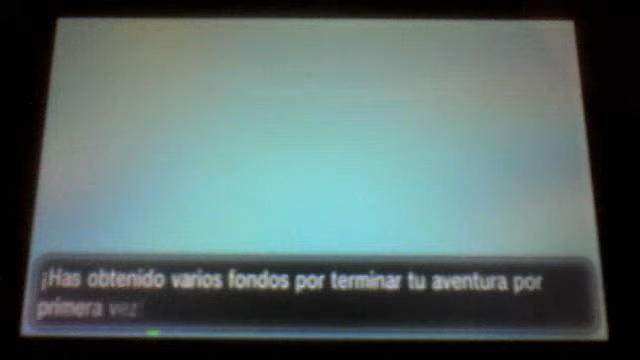 ¡Has obtenido varios fondos por terminar tu aventura por
primera vez!